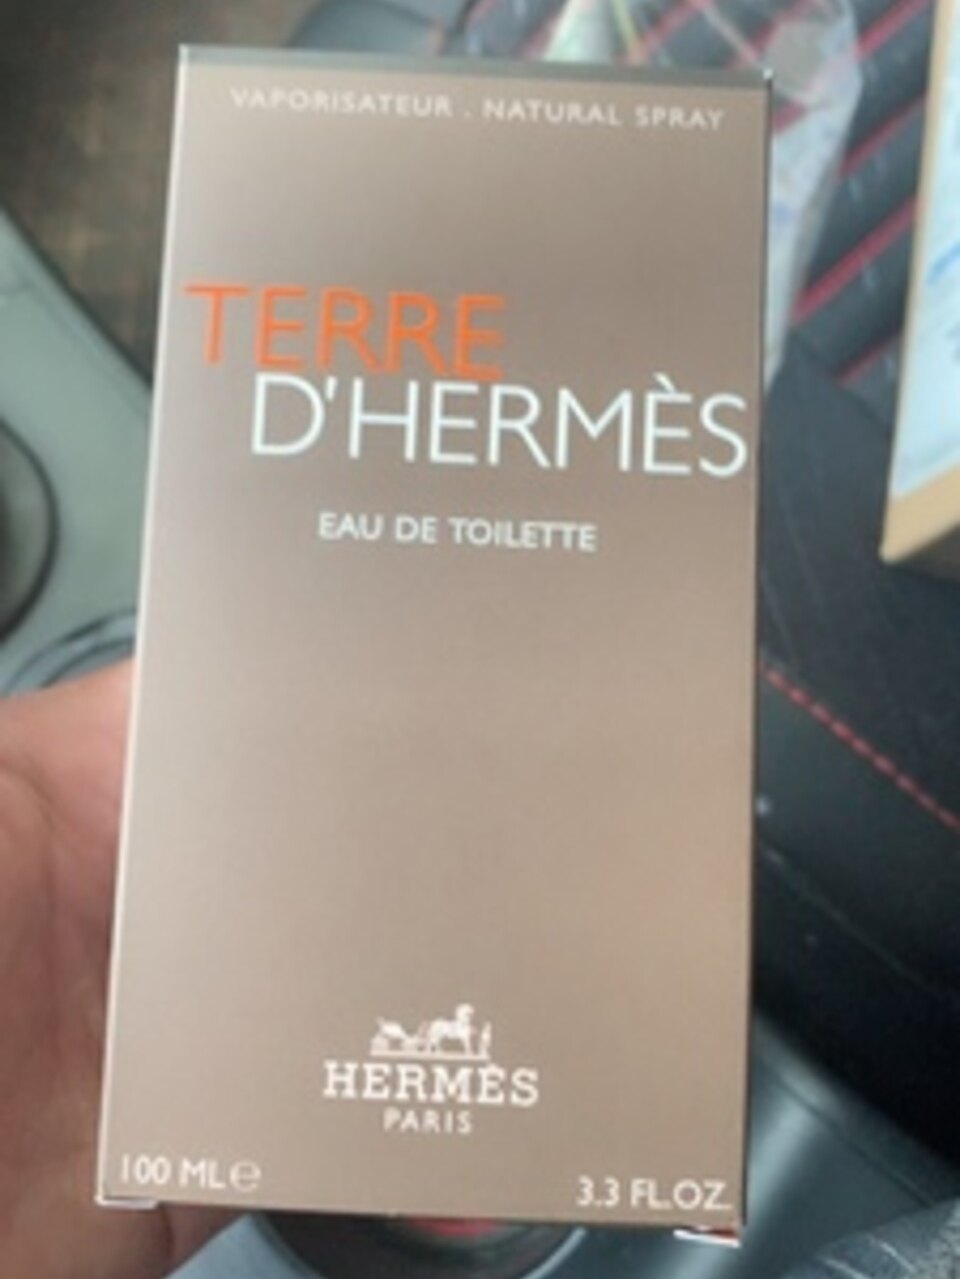 VAPORISATEUR . NATURAL SPRAY
TERRE
D'HERMÈS
EAU DE TOILETTE
HERMÈS
PARIS
100 ML℮
3.3 FL.OZ.